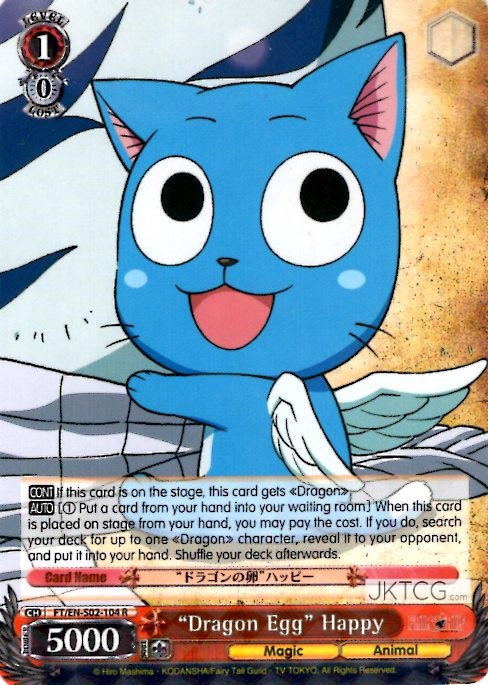 LEVEL
1
0
COST
CONT If this card is on the stage, this card gets «Dragon».
AUTO [① Put a card from your hand into your waiting room] When this card
is placed on stage from your hand, you may pay the cost. If you do, search
your deck for up to one «Dragon» character, reveal it to your opponent,
and put it into your hand. Shuffle your deck afterwards.
Card Name "ドラゴンの卵"ハッピー
JKTCG.com
CH FT/EN-S02-104 R
POWER 5000 SOUL "Dragon Egg" Happy
Magic Animal
© Hiro Mashima・KODANSHA/Fairy Tail Guild・TV TOKYO. All Rights Reserved.